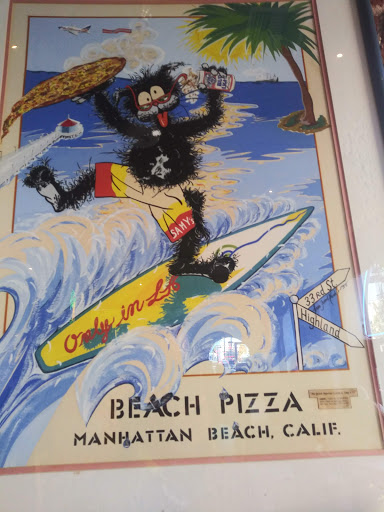 SAMY'S
Only in LA
33RD ST
Highland
BEACH PIZZA
MANHATTAN BEACH, CALIF.